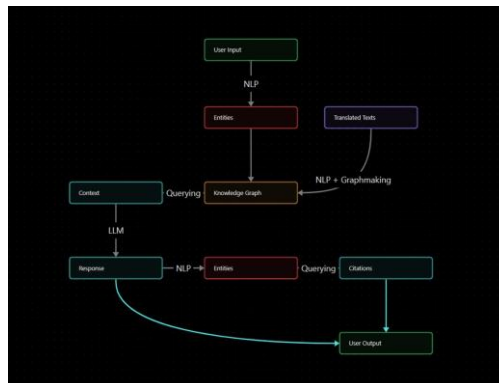 User Input
NLP
Entities
Translated Texts
NLP + Graphmaking
Context
Querying
Knowledge Graph
LLM
Response
NLP
Entities
Querying
Citations
User Output